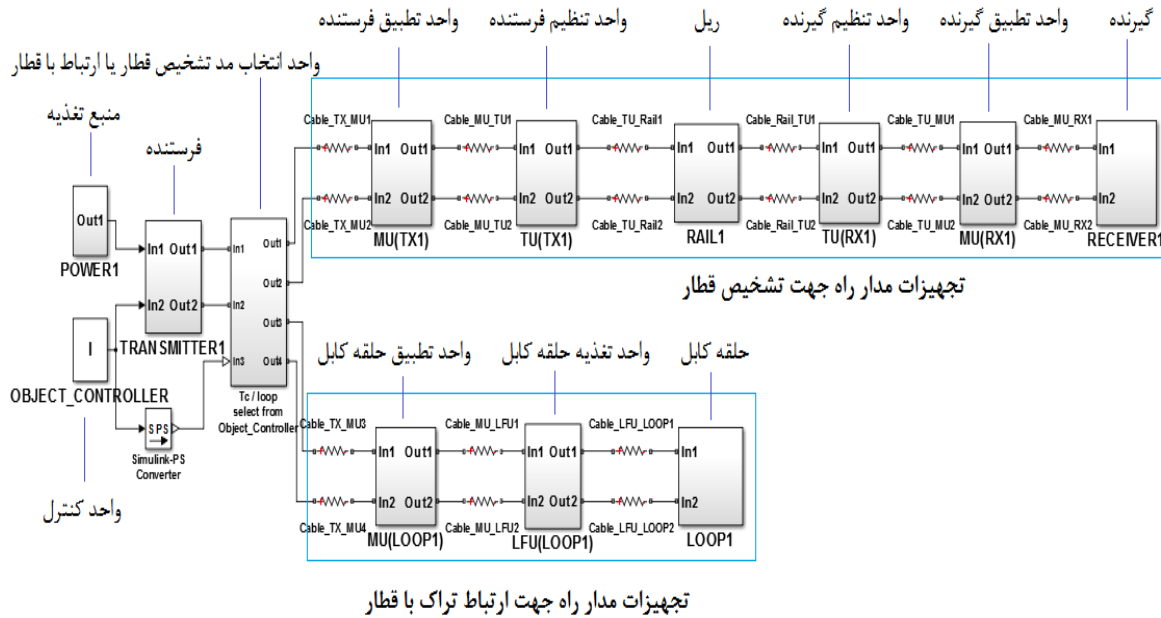 واحد تطبیق فرستنده
واحد تنظیم فرستنده
ریل
واحد تنظیم گیرنده
واحد تطبیق گیرنده
گیرنده
واحد انتخاب مد تشخیص قطار یا ارتباط با قطار
منبع تغذیه
فرستنده
Cable_TX_MU1
Cable_MU_TU1
Cable_TU_Rail1
Cable_Rail_TU1
Cable_TU_MU1
Cable_MU_RX1
In1 Out1
In1 Out1
In1 Out1
In1 Out1
In1 Out1
In1
In2 Out2
In2 Out2
In2 Out2
In2 Out2
In2 Out2
In2
Cable_TX_MU2
Cable_MU_TU2
Cable_TU_Rail2
Cable_Rail_TU2
Cable_TU_MU2
Cable_MU_RX2
MU(TX1)
TU(TX1)
RAIL1
TU(RX1)
MU(RX1)
RECEIVER1
Out1
POWER1
In1 Out1
In2 Out2
TRANSMITTER1
In1
Out1
Out2
In2
Out3
In3
Out4
Tc / loop
select from
Object_Controller
I
OBJECT_CONTROLLER
S PS
Simulink-PS
Converter
واحد کنترل
تجهیزات مدار راه جهت تشخیص قطار
واحد تطبیق حلقه کابل
واحد تغذیه حلقه کابل
حلقه کابل
Cable_TX_MU3
Cable_MU_LFU1
Cable_LFU_LOOP1
In1 Out1
In1 Out1
In1
In2 Out2
In2 Out2
In2
Cable_TX_MU4
Cable_MU_LFU2
Cable_LFU_LOOP2
MU(LOOP1)
LFU(LOOP1)
LOOP1
تجهیزات مدار راه جهت ارتباط تراک با قطار